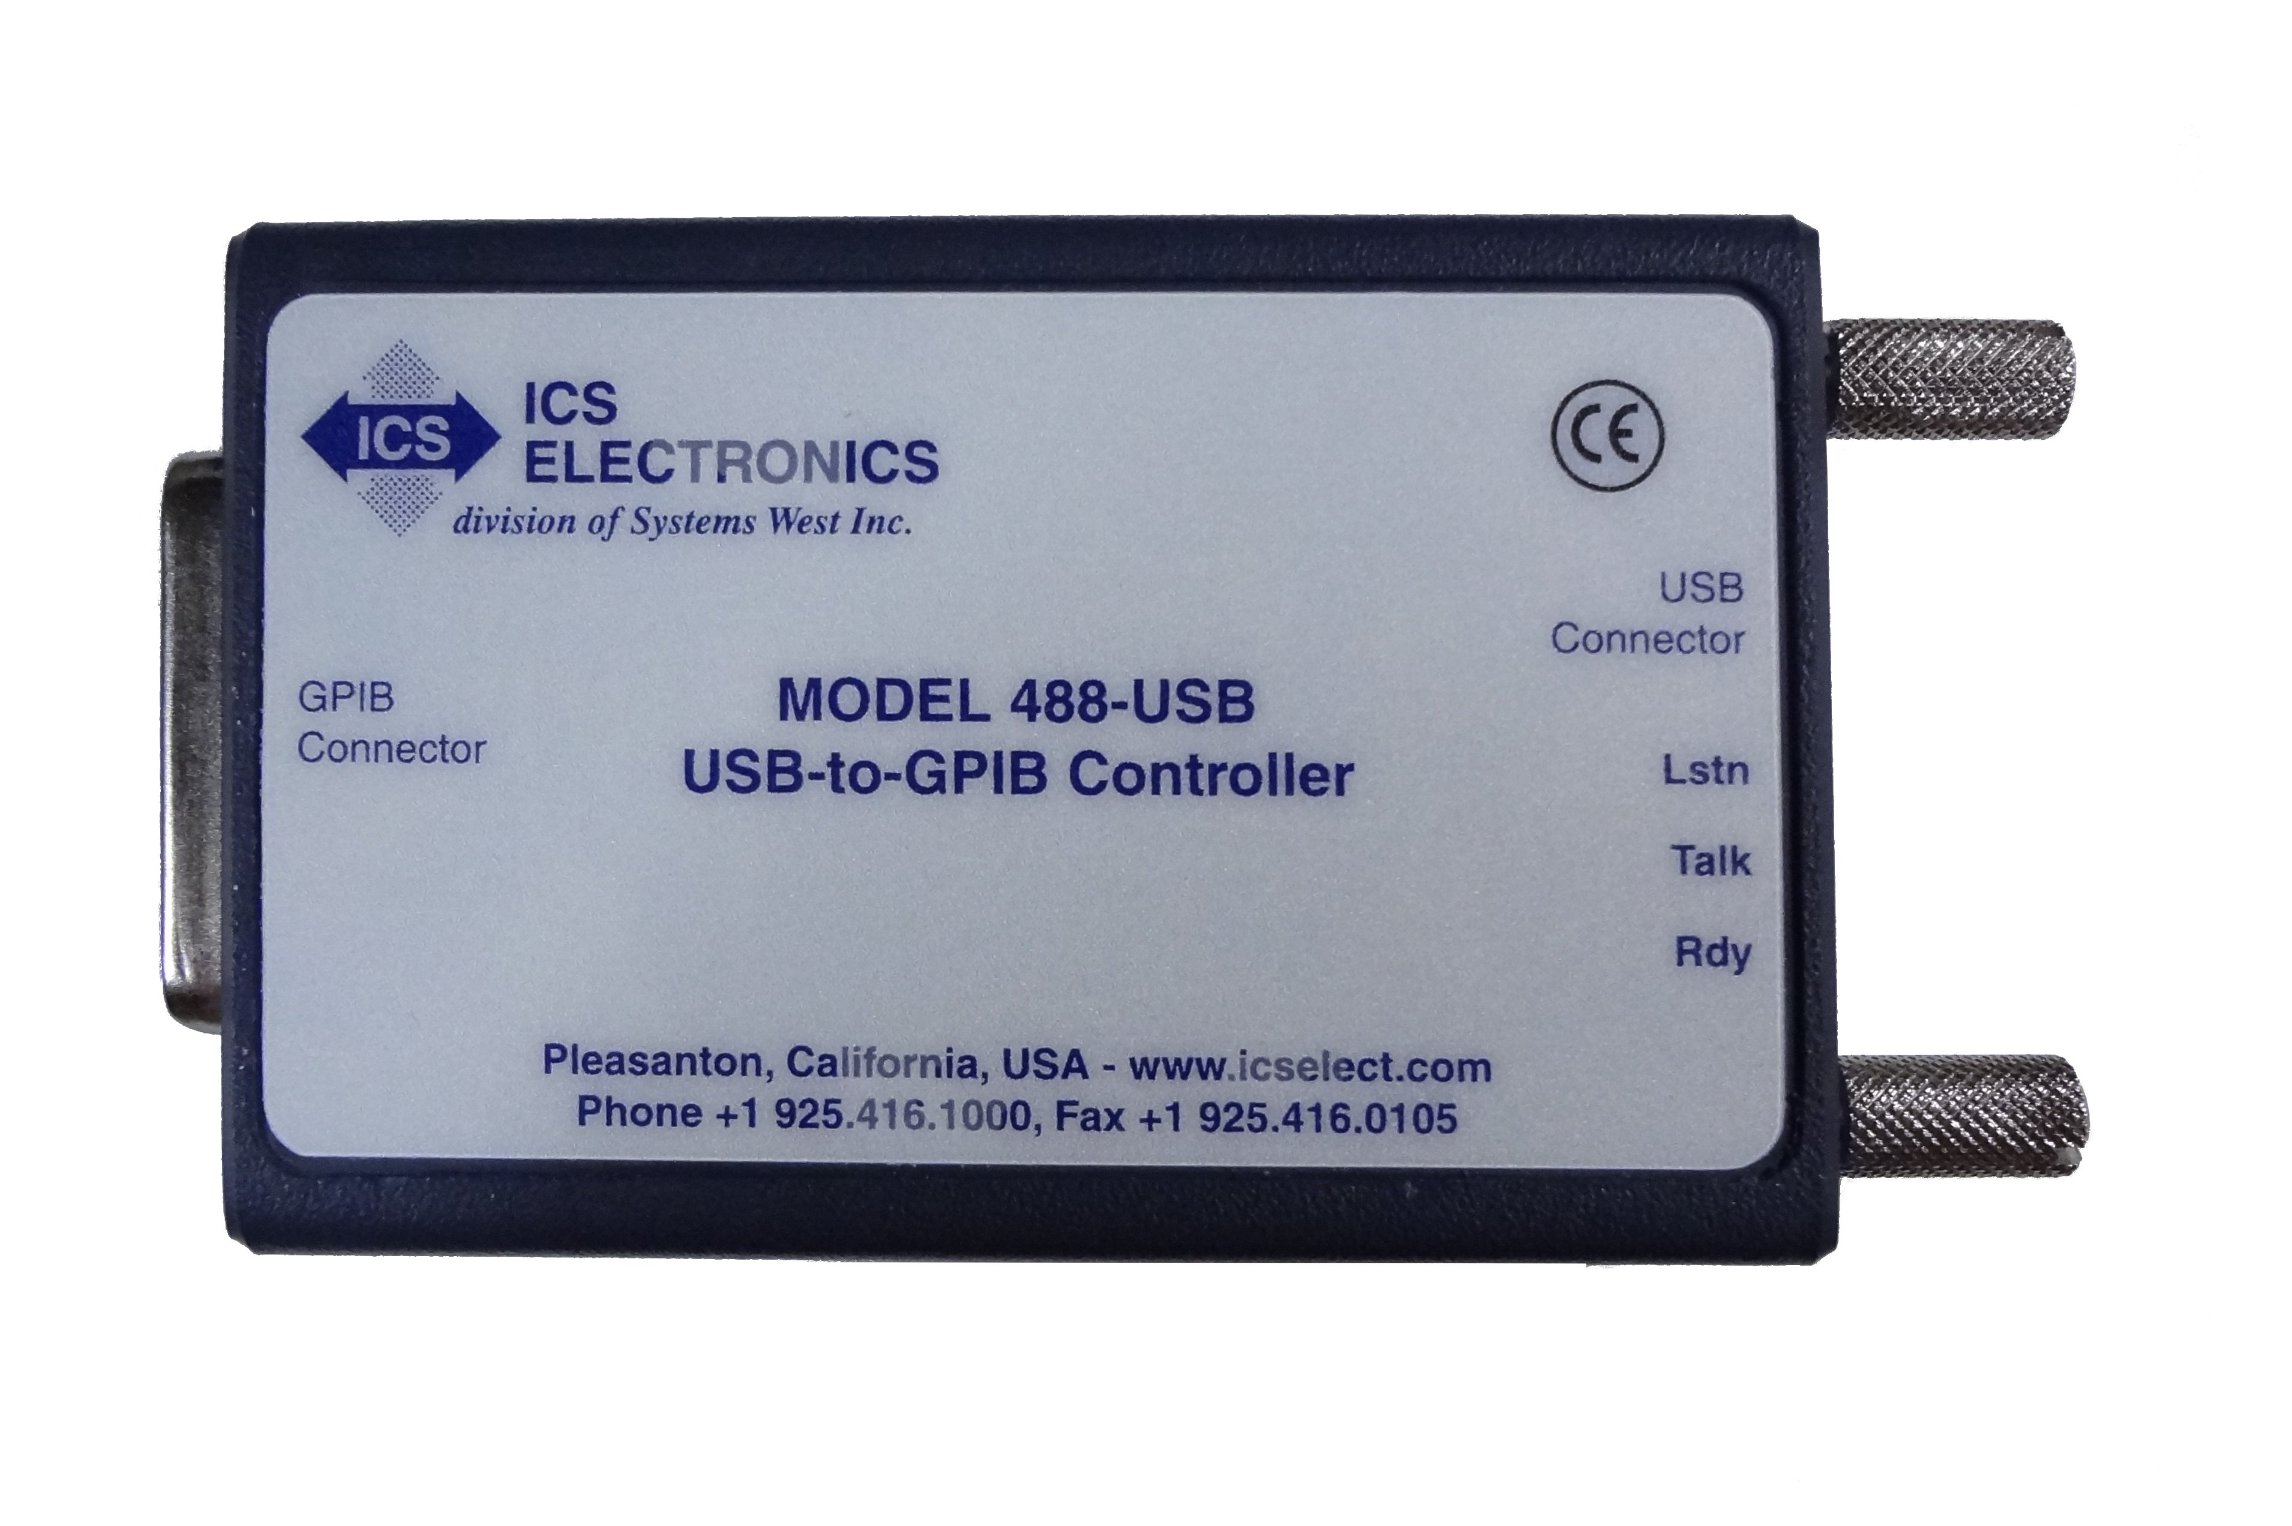 ICS
ICS
ELECTRONICS
division of Systems West Inc.
CE
USB
Connector
GPIB
Connector
MODEL 488-USB
USB-to-GPIB Controller
Lstn
Talk
Rdy
Pleasanton, California, USA - www.icselect.com
Phone +1 925.416.1000, Fax +1 925.416.0105